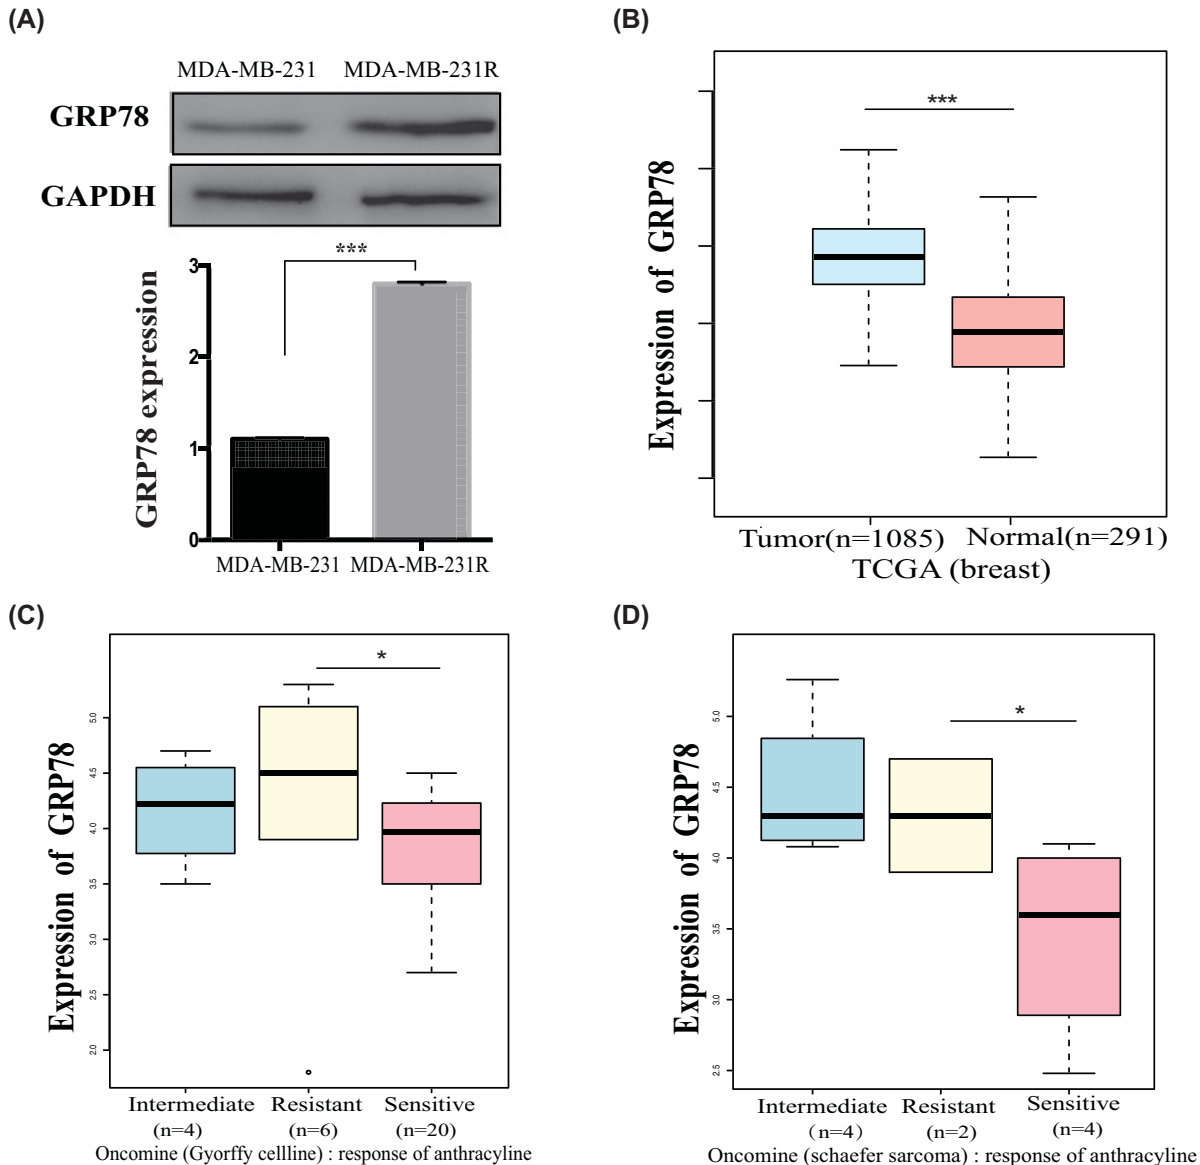 (A)
MDA-MB-231 MDA-MB-231R
GRP78
GAPDH
***
GRP78 expression
3
2
1
0
MDA-MB-231 MDA-MB-231R
(B)
***
Expression of GRP78
Tumor(n=1085) Normal(n=291)
TCGA (breast)
(C)
*
Expression of GRP78
5.0
4.5
4.0
3.5
3.0
2.5
2.0
Intermediate Resistant Sensitive
(n=4) (n=6) (n=20)
Oncomine (Gyorffy cellline) : response of anthracyline
(D)
*
Expression of GRP78
5.0
4.5
4.0
3.5
3.0
2.5
Intermediate Resistant Sensitive
(n=4) (n=2) (n=4)
Oncomine (schaefer sarcoma) : response of anthracyline